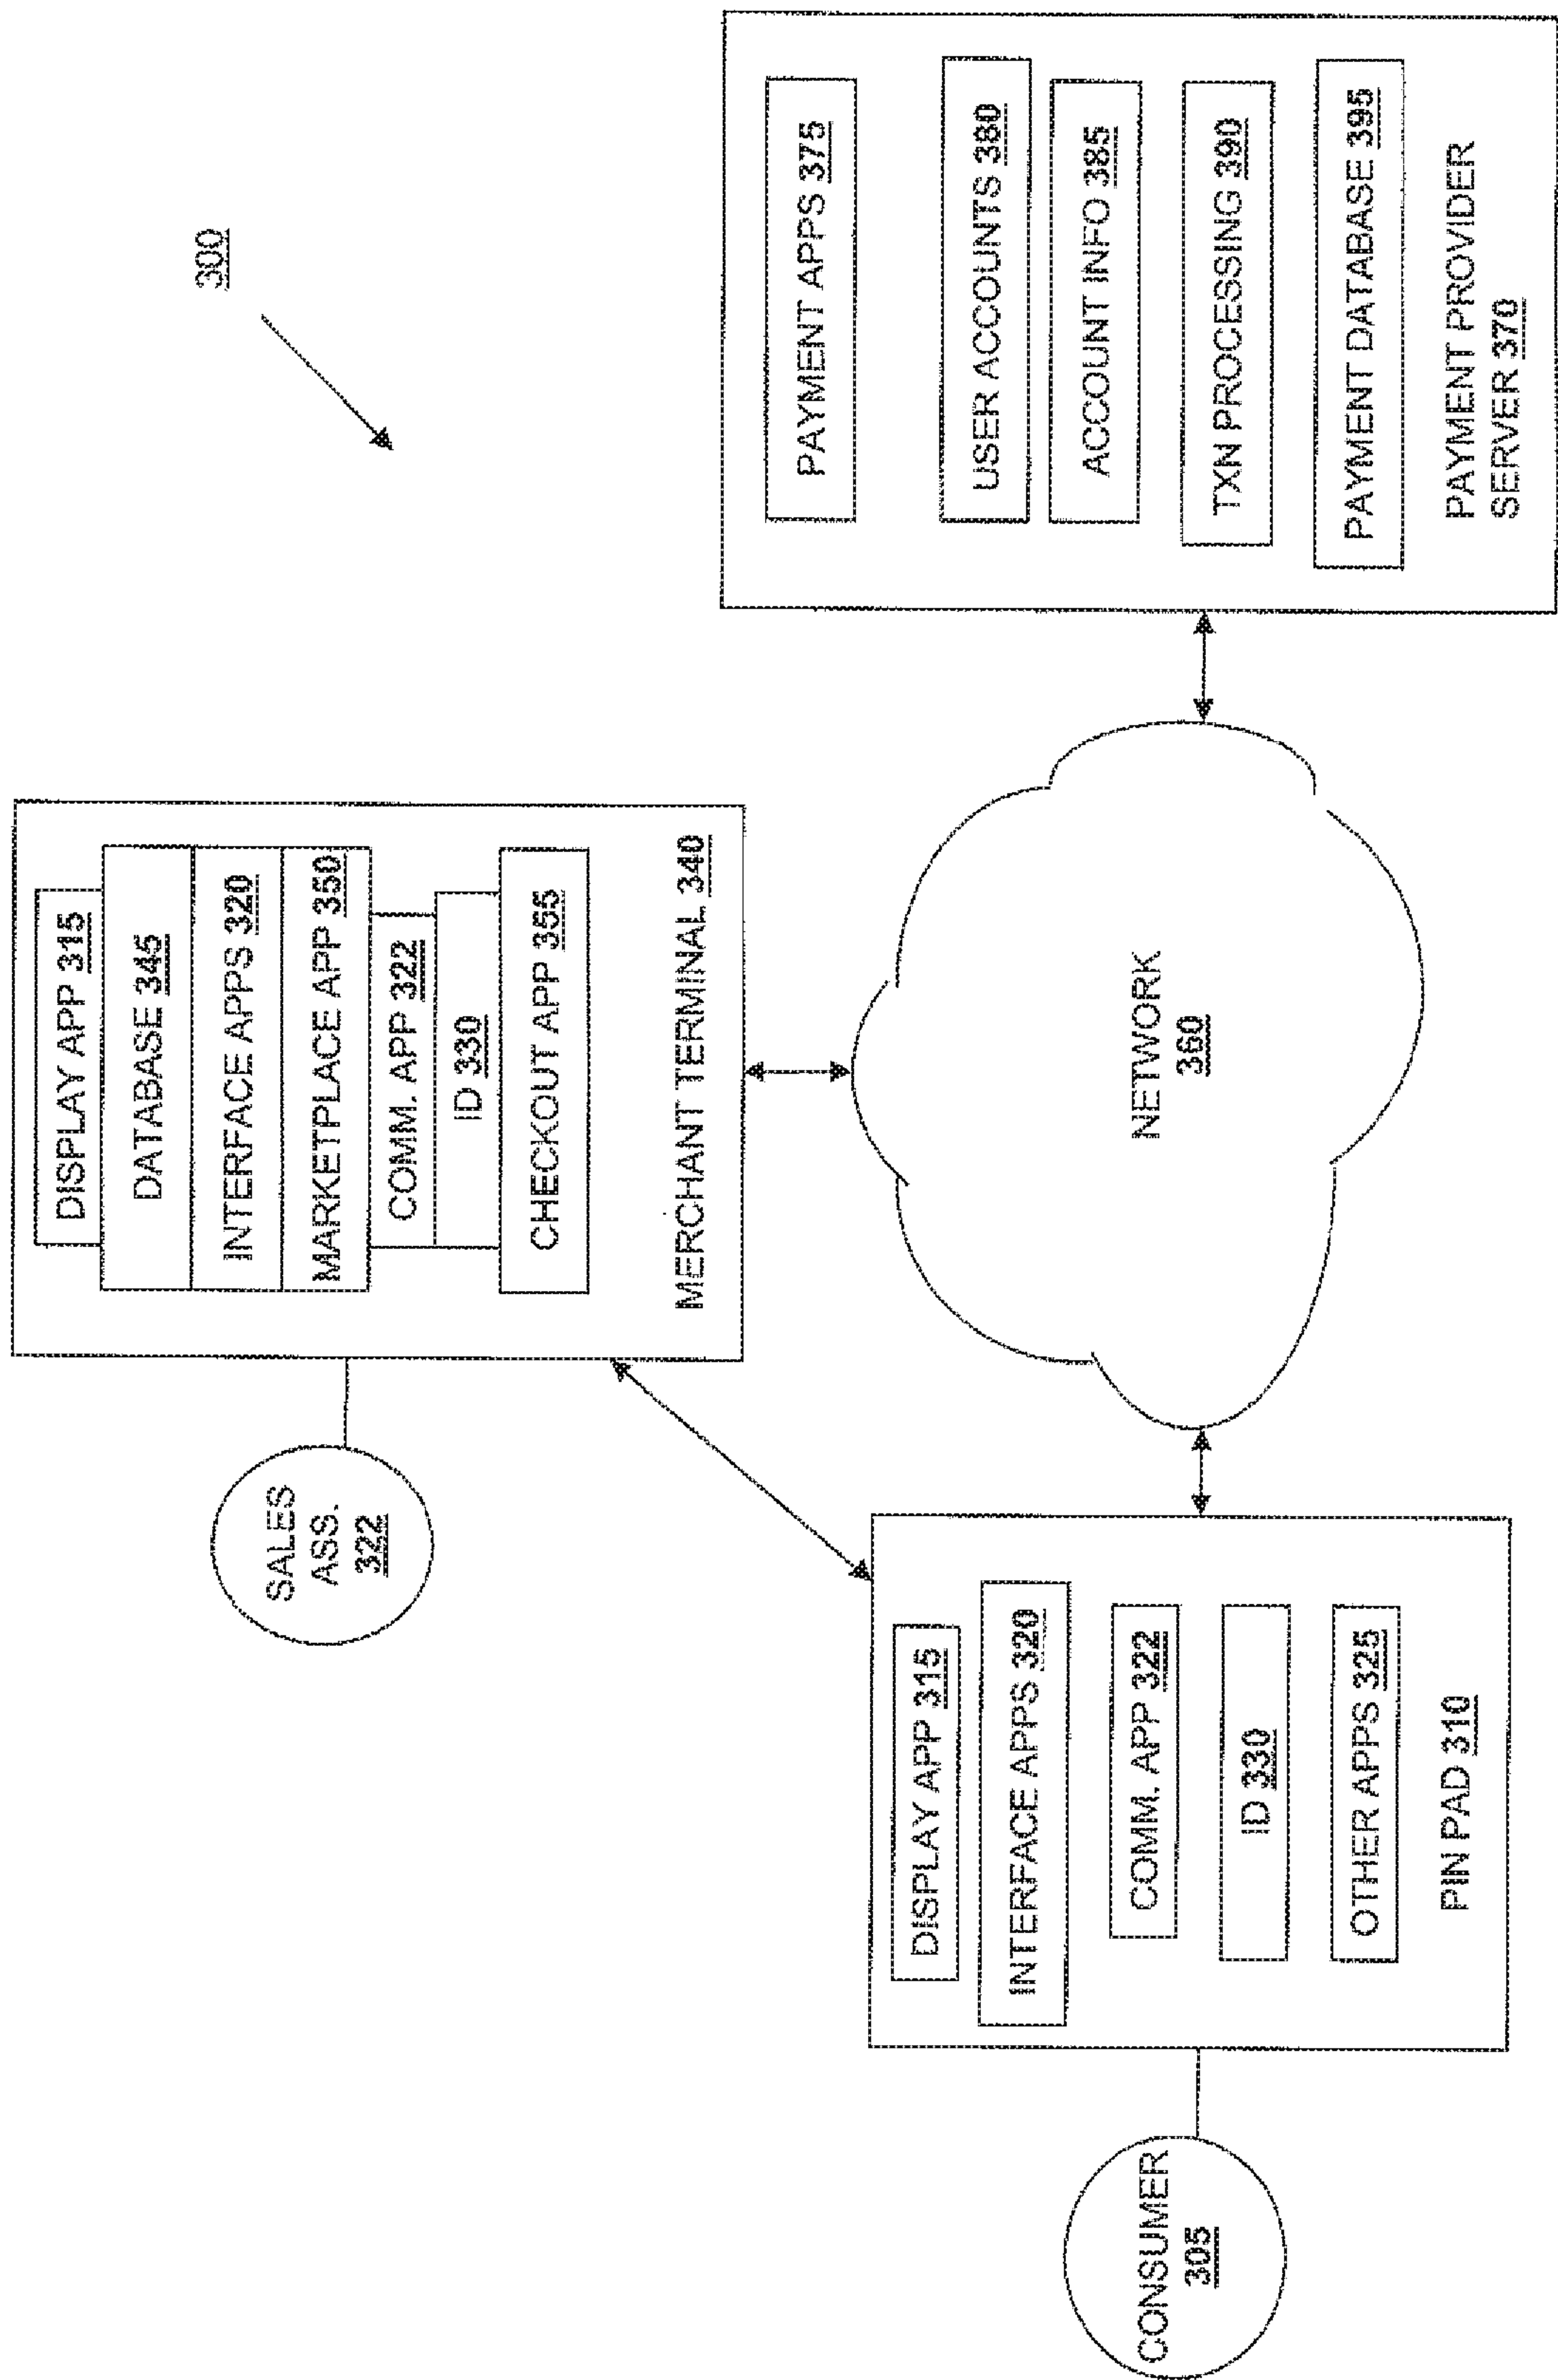 300
SALES
ASS.
322
DISPLAY APP 315
DATABASE 345
INTERFACE APPS 320
MARKETPLACE APP 350
COMM. APP 322
ID 330
CHECKOUT APP 355
MERCHANT TERMINAL 340
CONSUMER
305
DISPLAY APP 315
INTERFACE APPS 320
COMM. APP 322
ID 330
OTHER APPS 325
PIN PAD 310
NETWORK
360
PAYMENT APPS 375
USER ACCOUNTS 380
ACCOUNT INFO 385
TXN PROCESSING 390
PAYMENT DATABASE 395
PAYMENT PROVIDER
SERVER 370